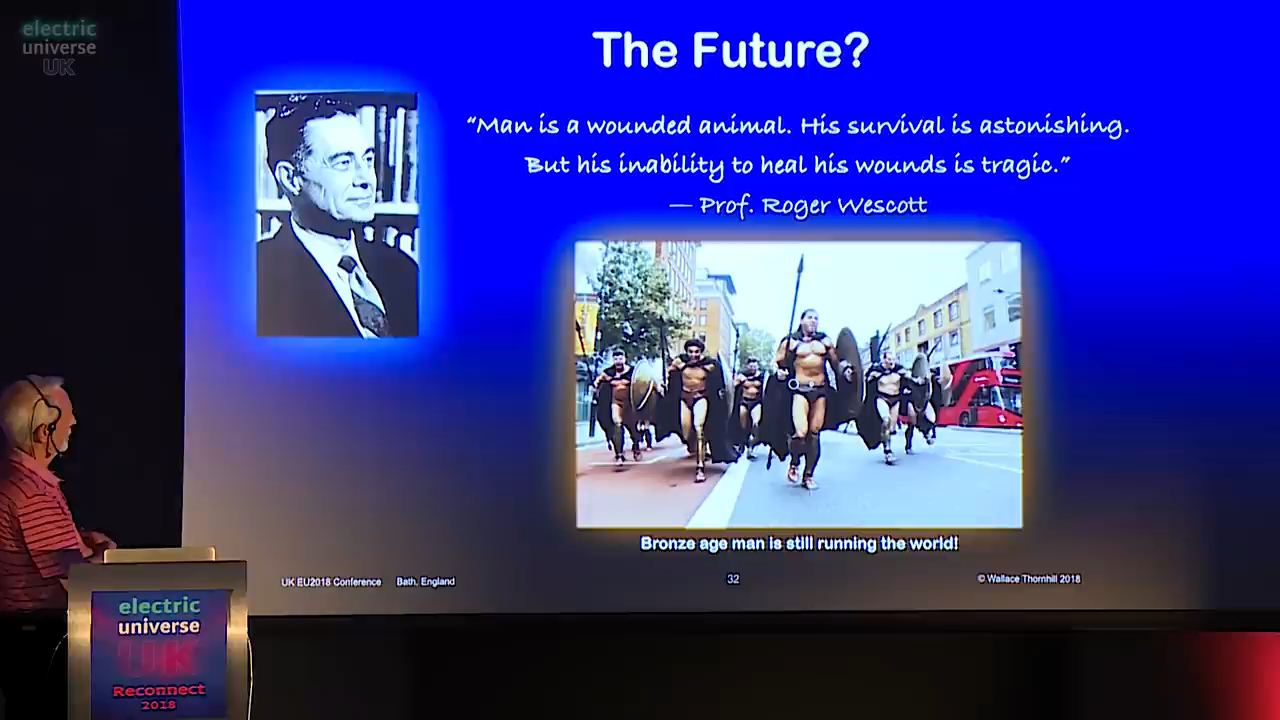 electric
universe
UK
The Future?
“Man is a wounded animal. His survival is astonishing.
But his inability to heal his wounds is tragic.”
— Prof. Roger Wescott
Bronze age man is still running the world!
UK EU2018 Conference Bath, England
32
© Wallace Thornhill 2018
electric
universe
UK
Reconnect
2018